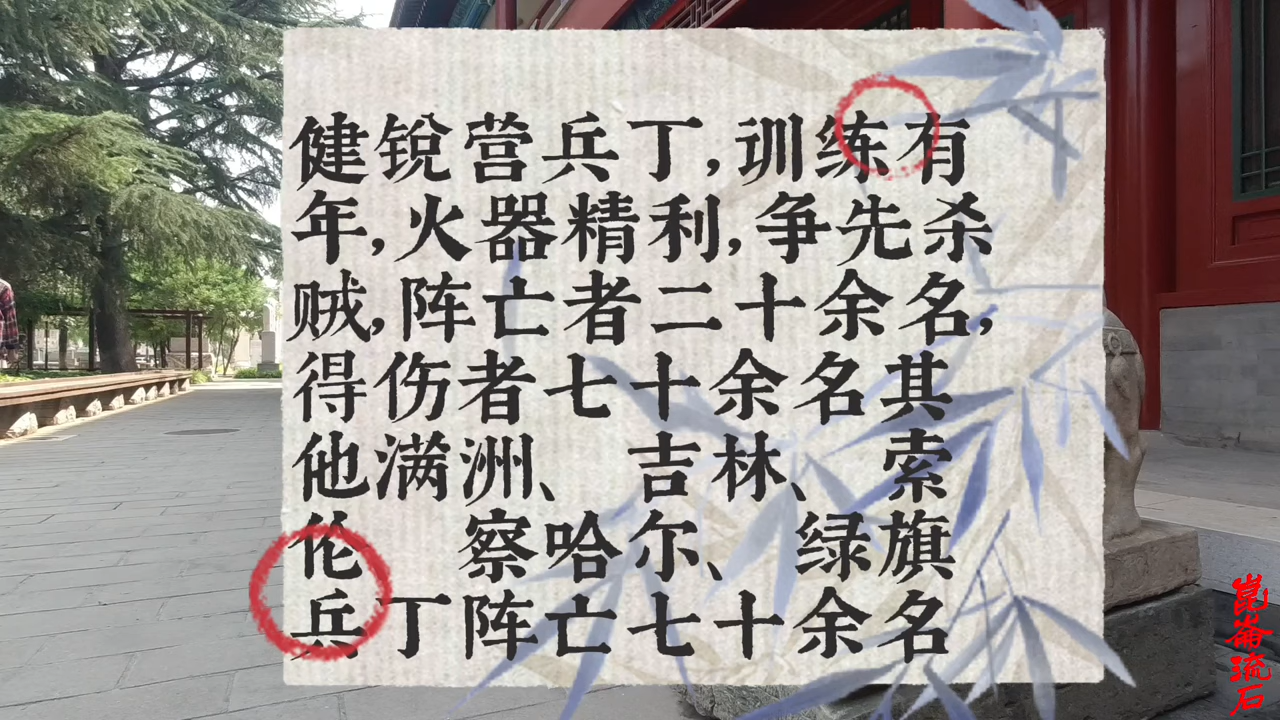 健锐营兵丁,训练有
年,火器精利,争先杀
贼,阵亡者二十余名,
得伤者七十余名其
他满洲、 吉林、 索
伦 察哈尔、 绿旗
兵丁阵亡七十余名
崑崙流石